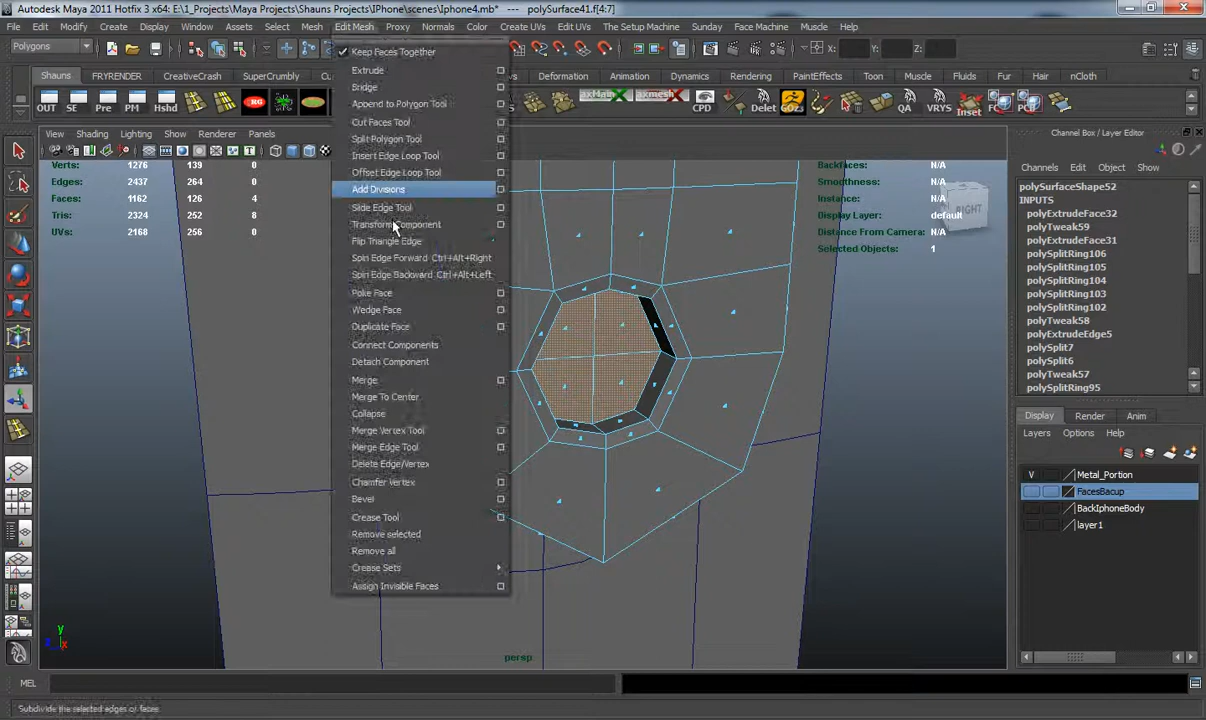 Autodesk Maya 2011 Hotfix 3 x64: E:\1_Projects\Maya Projects\Shauns Projects\IPhone\scenes\Iphone4.mb* --- polySurface41.f[4:7]
File Edit Modify Create Display Window Assets Select Mesh Edit Mesh Proxy Normals Color Create UVs Edit UVs The Setup Machine Sunday Muscle
Polygons X: Y: Z:
Shauns FRYRENDER CreativeCrash SuperCrumbly Deformation Animation Dynamics Rendering PaintEffects Toon Muscle Fluids Fur Hair nCloth
OUT SE Pre PM Hshd axMain axmesh CPD Delet GOz3 QA VRYS Inset
View Shading Lighting Show Renderer Panels
Verts: 1276 139 0
Edges: 2437 264 0
Faces: 1162 126 4
Tris: 2324 252 8
UVs: 2168 256 0
Keep Faces Together
Extrude
Bridge
Append to Polygon Tool
Cut Faces Tool
Split Polygon Tool
Insert Edge Loop Tool
Offset Edge Loop Tool
Add Divisions
Slide Edge Tool
Transform Component
Flip Triangle Edge
Spin Edge Forward Ctrl+Alt+Right
Spin Edge Backward Ctrl+Alt+Left
Poke Face
Wedge Face
Duplicate Face
Connect Components
Detach Component
Merge
Merge To Center
Collapse
Merge Vertex Tool
Merge Edge Tool
Delete Edge/Vertex
Chamfer Vertex
Bevel
Crease Tool
Remove selected
Remove all
Crease Sets
Assign Invisible Faces
Backfaces: N/A
Smoothness: N/A
Instance: N/A
Display Layer: default
Distance From Camera: N/A
Selected Objects: 1
RIGHT
persp
y
z x
Channel Box / Layer Editor
Channels Edit Object Show
polySurfaceShape52
INPUTS
polyExtrudeFace32
polyTweak59
polyExtrudeFace31
polySplitRing106
polySplitRing105
polySplitRing104
polySplitRing103
polySplitRing102
polyTweak58
polyExtrudeEdge5
polySplit7
polySplit6
polyTweak57
polySplitRing95
Display Render Anim
Layers Options Help
V Metal_Portion
FacesBacup
BackIphoneBody
layer1
MEL
Subdivide the selected edges or faces